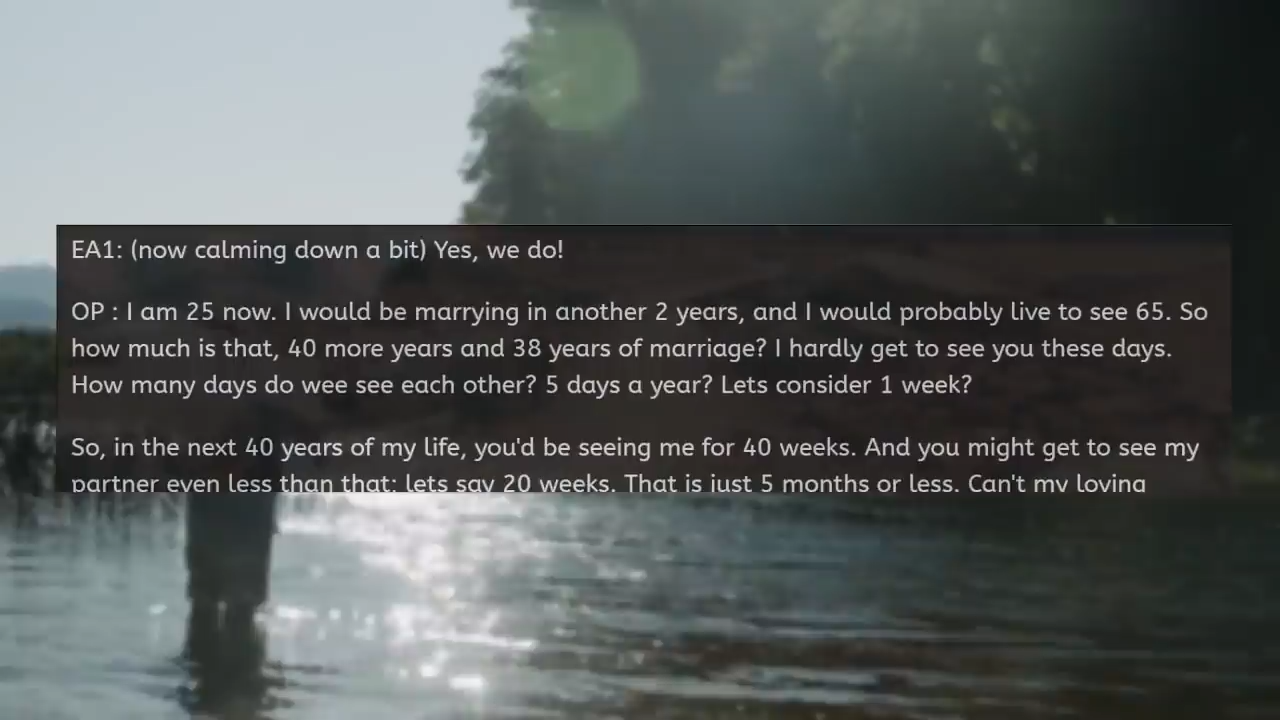 EA1: (now calming down a bit) Yes, we do!
OP : I am 25 now. I would be marrying in another 2 years, and I would probably live to see 65. So
how much is that, 40 more years and 38 years of marriage? I hardly get to see you these days.
How many days do wee see each other? 5 days a year? Lets consider 1 week?
So, in the next 40 years of my life, you'd be seeing me for 40 weeks. And you might get to see my
partner even less than that; lets say 20 weeks. That is just 5 months or less. Can't my loving